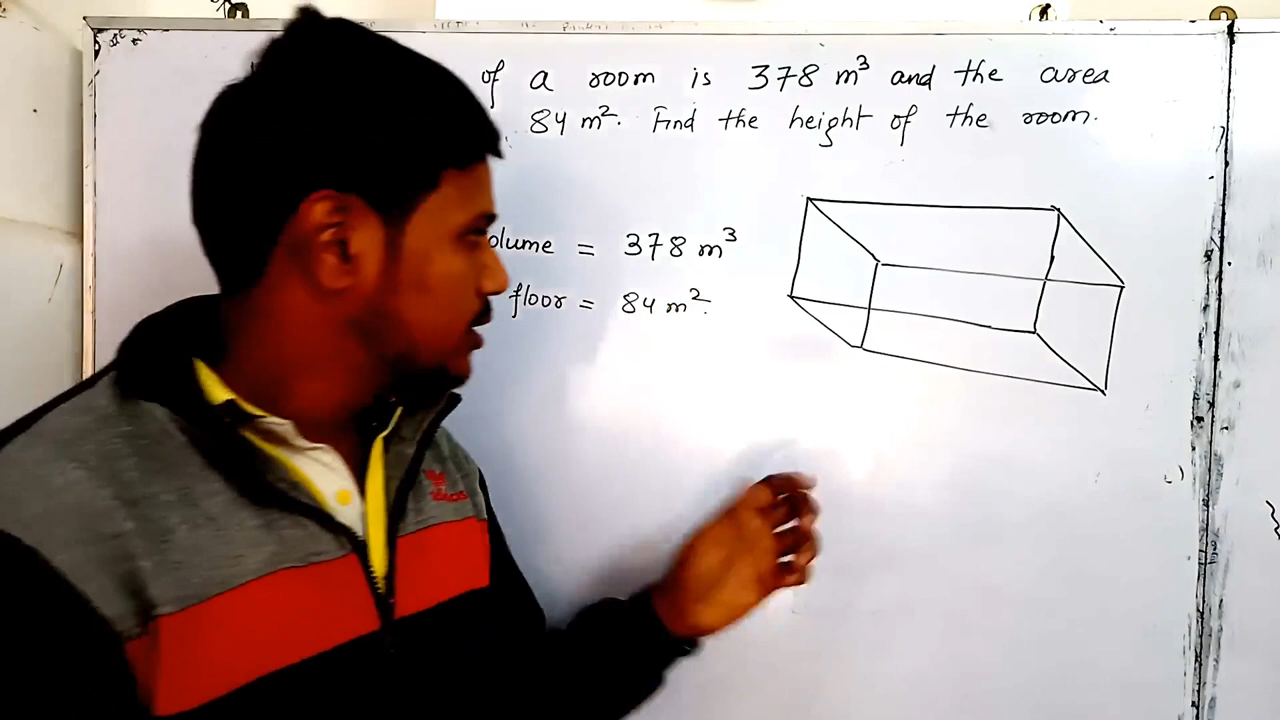 of a room is 378 m³ and the area
84 m². Find the height of the room.
olume = 378 m³
floor = 84 m².